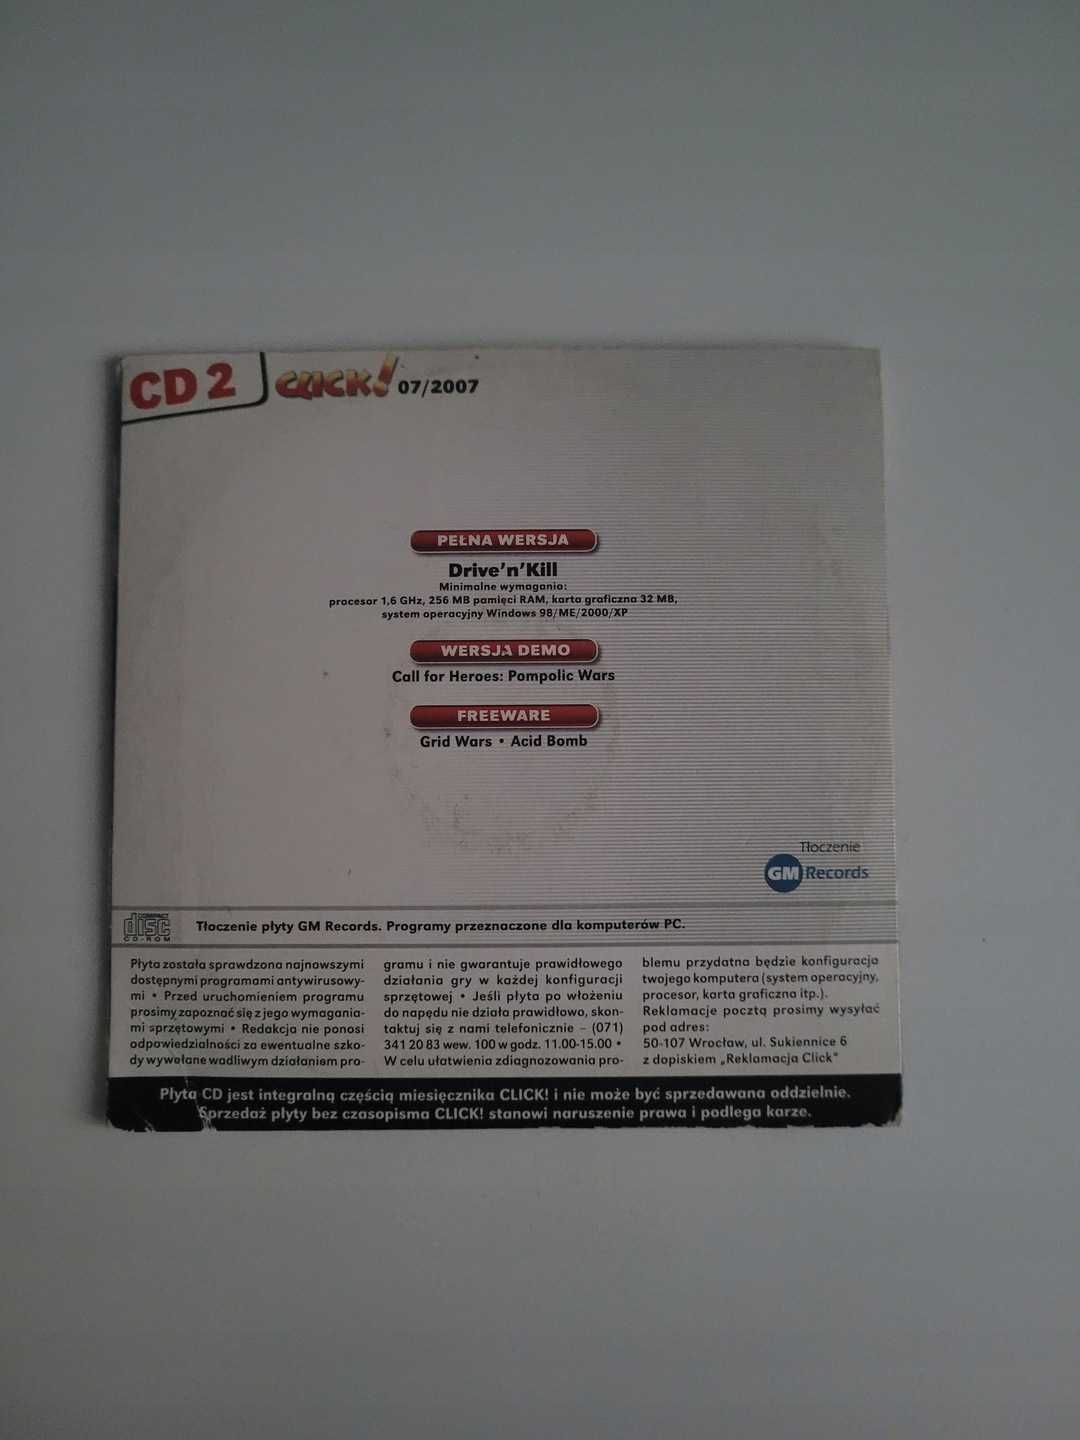 CD 2 CLICK! 07/2007
PEŁNA WERSJA
Drive'n'Kill
Minimalne wymaganio:
procesor 1,6 GHz, 256 MB pamięci RAM, karta graficzna 32 MB,
system operacyjny Windows 98/ME/2000/XP
WERSJA DEMO
Call for Heroes: Pompolic Wars
FREEWARE
Grid Wars • Acid Bomb
Tłoczenie
GM Records
COMPACT
disc
CD-ROM
Tłoczenie płyty GM Records. Programy przeznaczone dla komputerów PC.
Płyta została sprawdzona najnowszymi
dostępnymi programami antywirusowy-
mi • Przed uruchomieniem programu
prosimy zapoznać się z jego wymagania-
mi sprzętowymi • Redakcja nie ponosi
odpowiedzialności za ewentualne szko-
dy wywołane wadliwym działaniem pro-
gramu i nie gwarantuje prawidłowego
działania gry w każdej konfiguracji
sprzętowej • Jeśli płyta po włożeniu
do napędu nie działa prawidłowo, skon-
taktuj się z nami telefonicznie – (071)
341 20 83 wew. 100 w godz. 11.00-15.00 •
W celu ułatwienia zdiagnozowania pro-
blemu przydatna będzie konfiguracja
twojego komputera (system operacyjny,
procesor, karta graficzna itp.).
Reklamacje pocztą prosimy wysyłać
pod adres:
50-107 Wrocław, ul. Sukiennice 6
z dopiskiem „Reklamacja Click"
Płyta CD jest integralną częścią miesięcznika CLICK! i nie może być sprzedawana oddzielnie.
Sprzedaż płyty bez czasopisma CLICK! stanowi naruszenie prawa i podlega karze.